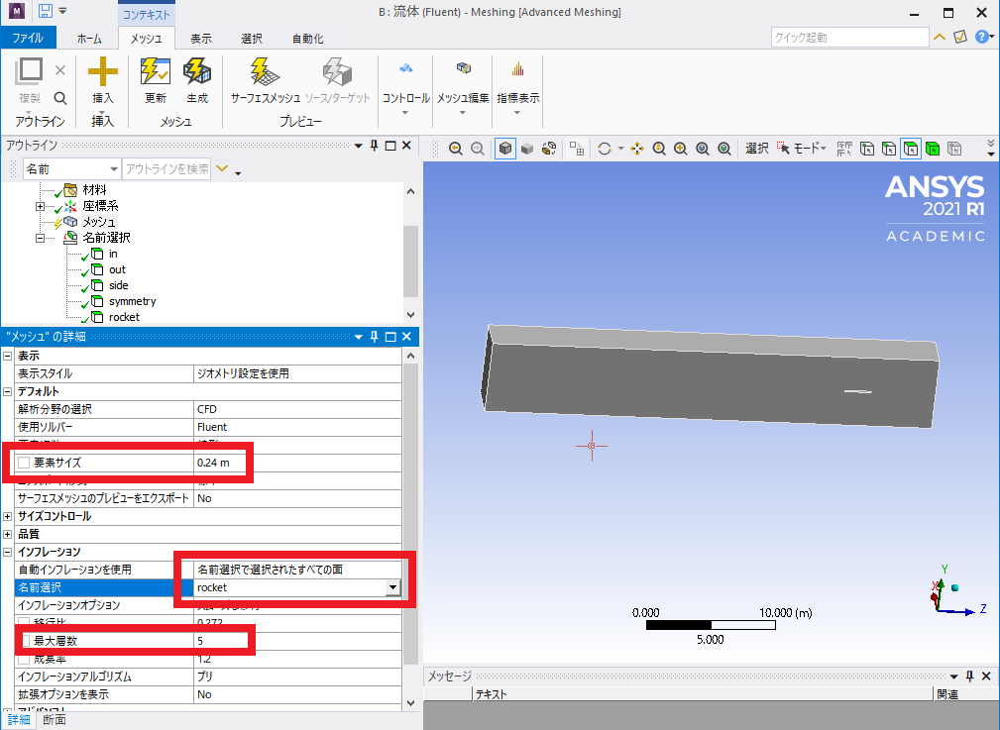 B : 流体 (Fluent) - Meshing [Advanced Meshing]
コンテキスト
ファイル ホーム メッシュ 表示 選択 自動化
クイック起動
複製 挿入 更新 生成 サーフェスメッシュ ソース/ターゲット コントロール メッシュ編集 指標表示
アウトライン 挿入 メッシュ プレビュー
アウトライン
名前 アウトラインを検索
選択 モード
材料
座標系
メッシュ
名前選択
in
out
side
symmetry
rocket
ANSYS
2021 R1
ACADEMIC
"メッシュ" の詳細
表示
表示スタイル ジオメトリ設定を使用
デフォルト
解析分野の選択 CFD
使用ソルバー Fluent
要素サイズ 0.24 m
サーフェスメッシュのプレビューをエクスポート No
サイズコントロール
品質
インフレーション
自動インフレーションを使用 名前選択で選択されたすべての面
名前選択 rocket
インフレーションオプション
移行比 0.272
最大層数 5
成長率 1.2
インフレーションアルゴリズム プリ
拡張オプションを表示 No
詳細 断面
0.000 10.000 (m)
5.000
Y
X
Z
メッセージ
テキスト 関連